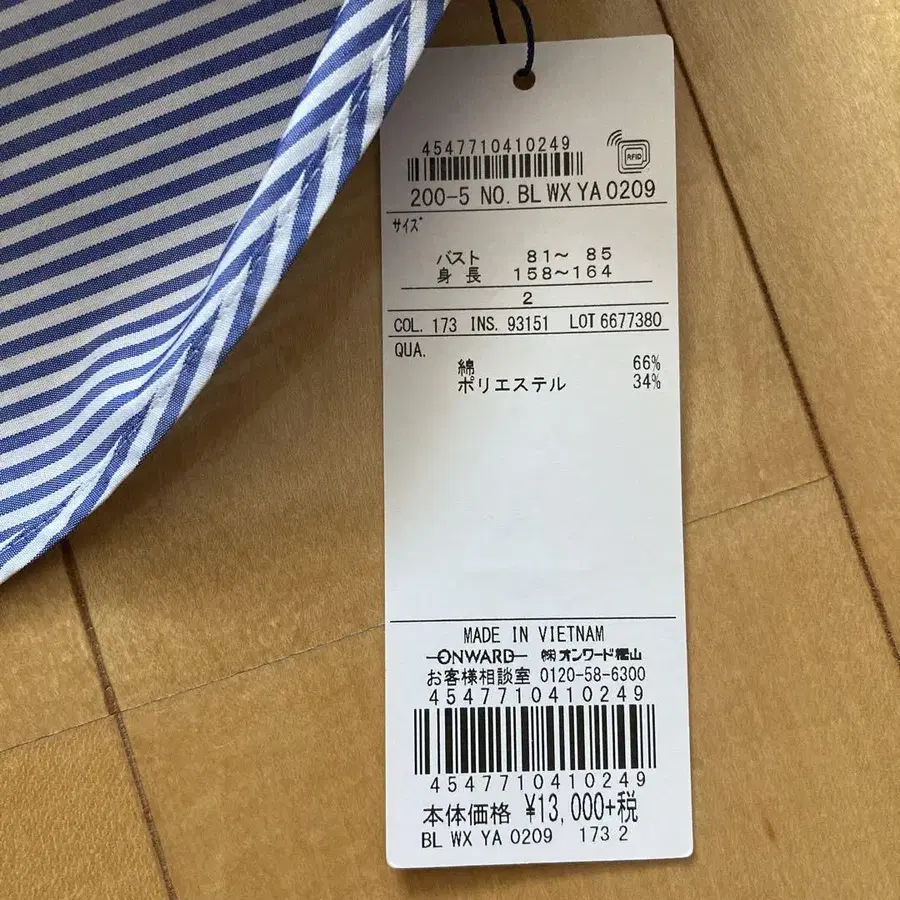 4547710410249
RFID
200-5 NO. BL WX YA 0209
サイズ
バスト 81～ 85
身 長 158～164
2
COL. 173 INS. 93151 LOT 6677380
QUA.
綿 66%
ポリエステル 34%
MADE IN VIETNAM
ONWARD ㈱オンワード樫山
お客様相談室 0120-58-6300
4547710410249
4547710410249
本体価格 ¥13,000+税
BL WX YA 0209 173 2